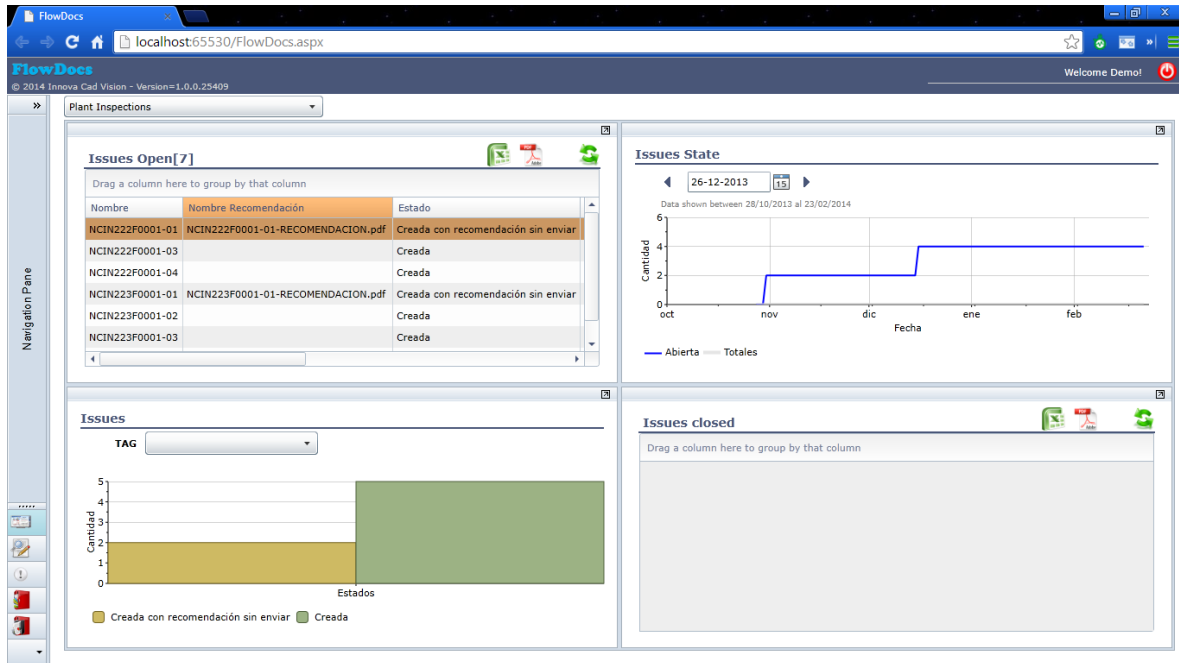 FlowDocs
localhost:65530/FlowDocs.aspx
FlowDocs
© 2014 Innova Cad Vision - Version=1.0.0.25409
Welcome Demo!
Plant Inspections
Navigation Pane
Issues Open[7]
Drag a column here to group by that column
Nombre Nombre Recomendación Estado
NCIN222F0001-01 NCIN222F0001-01-RECOMENDACION.pdf Creada con recomendación sin enviar
NCIN222F0001-03 Creada
NCIN222F0001-04 Creada
NCIN223F0001-01 NCIN223F0001-01-RECOMENDACION.pdf Creada con recomendación sin enviar
NCIN223F0001-02 Creada
NCIN223F0001-03 Creada
Issues State
26-12-2013 15
Data shown between 28/10/2013 al 23/02/2014
6
4
2
0
Cantidad
oct nov dic ene feb
Fecha
Abierta Totales
Issues
TAG
5
4
3
2
1
0
Cantidad
Estados
Creada con recomendación sin enviar Creada
Issues closed
Drag a column here to group by that column